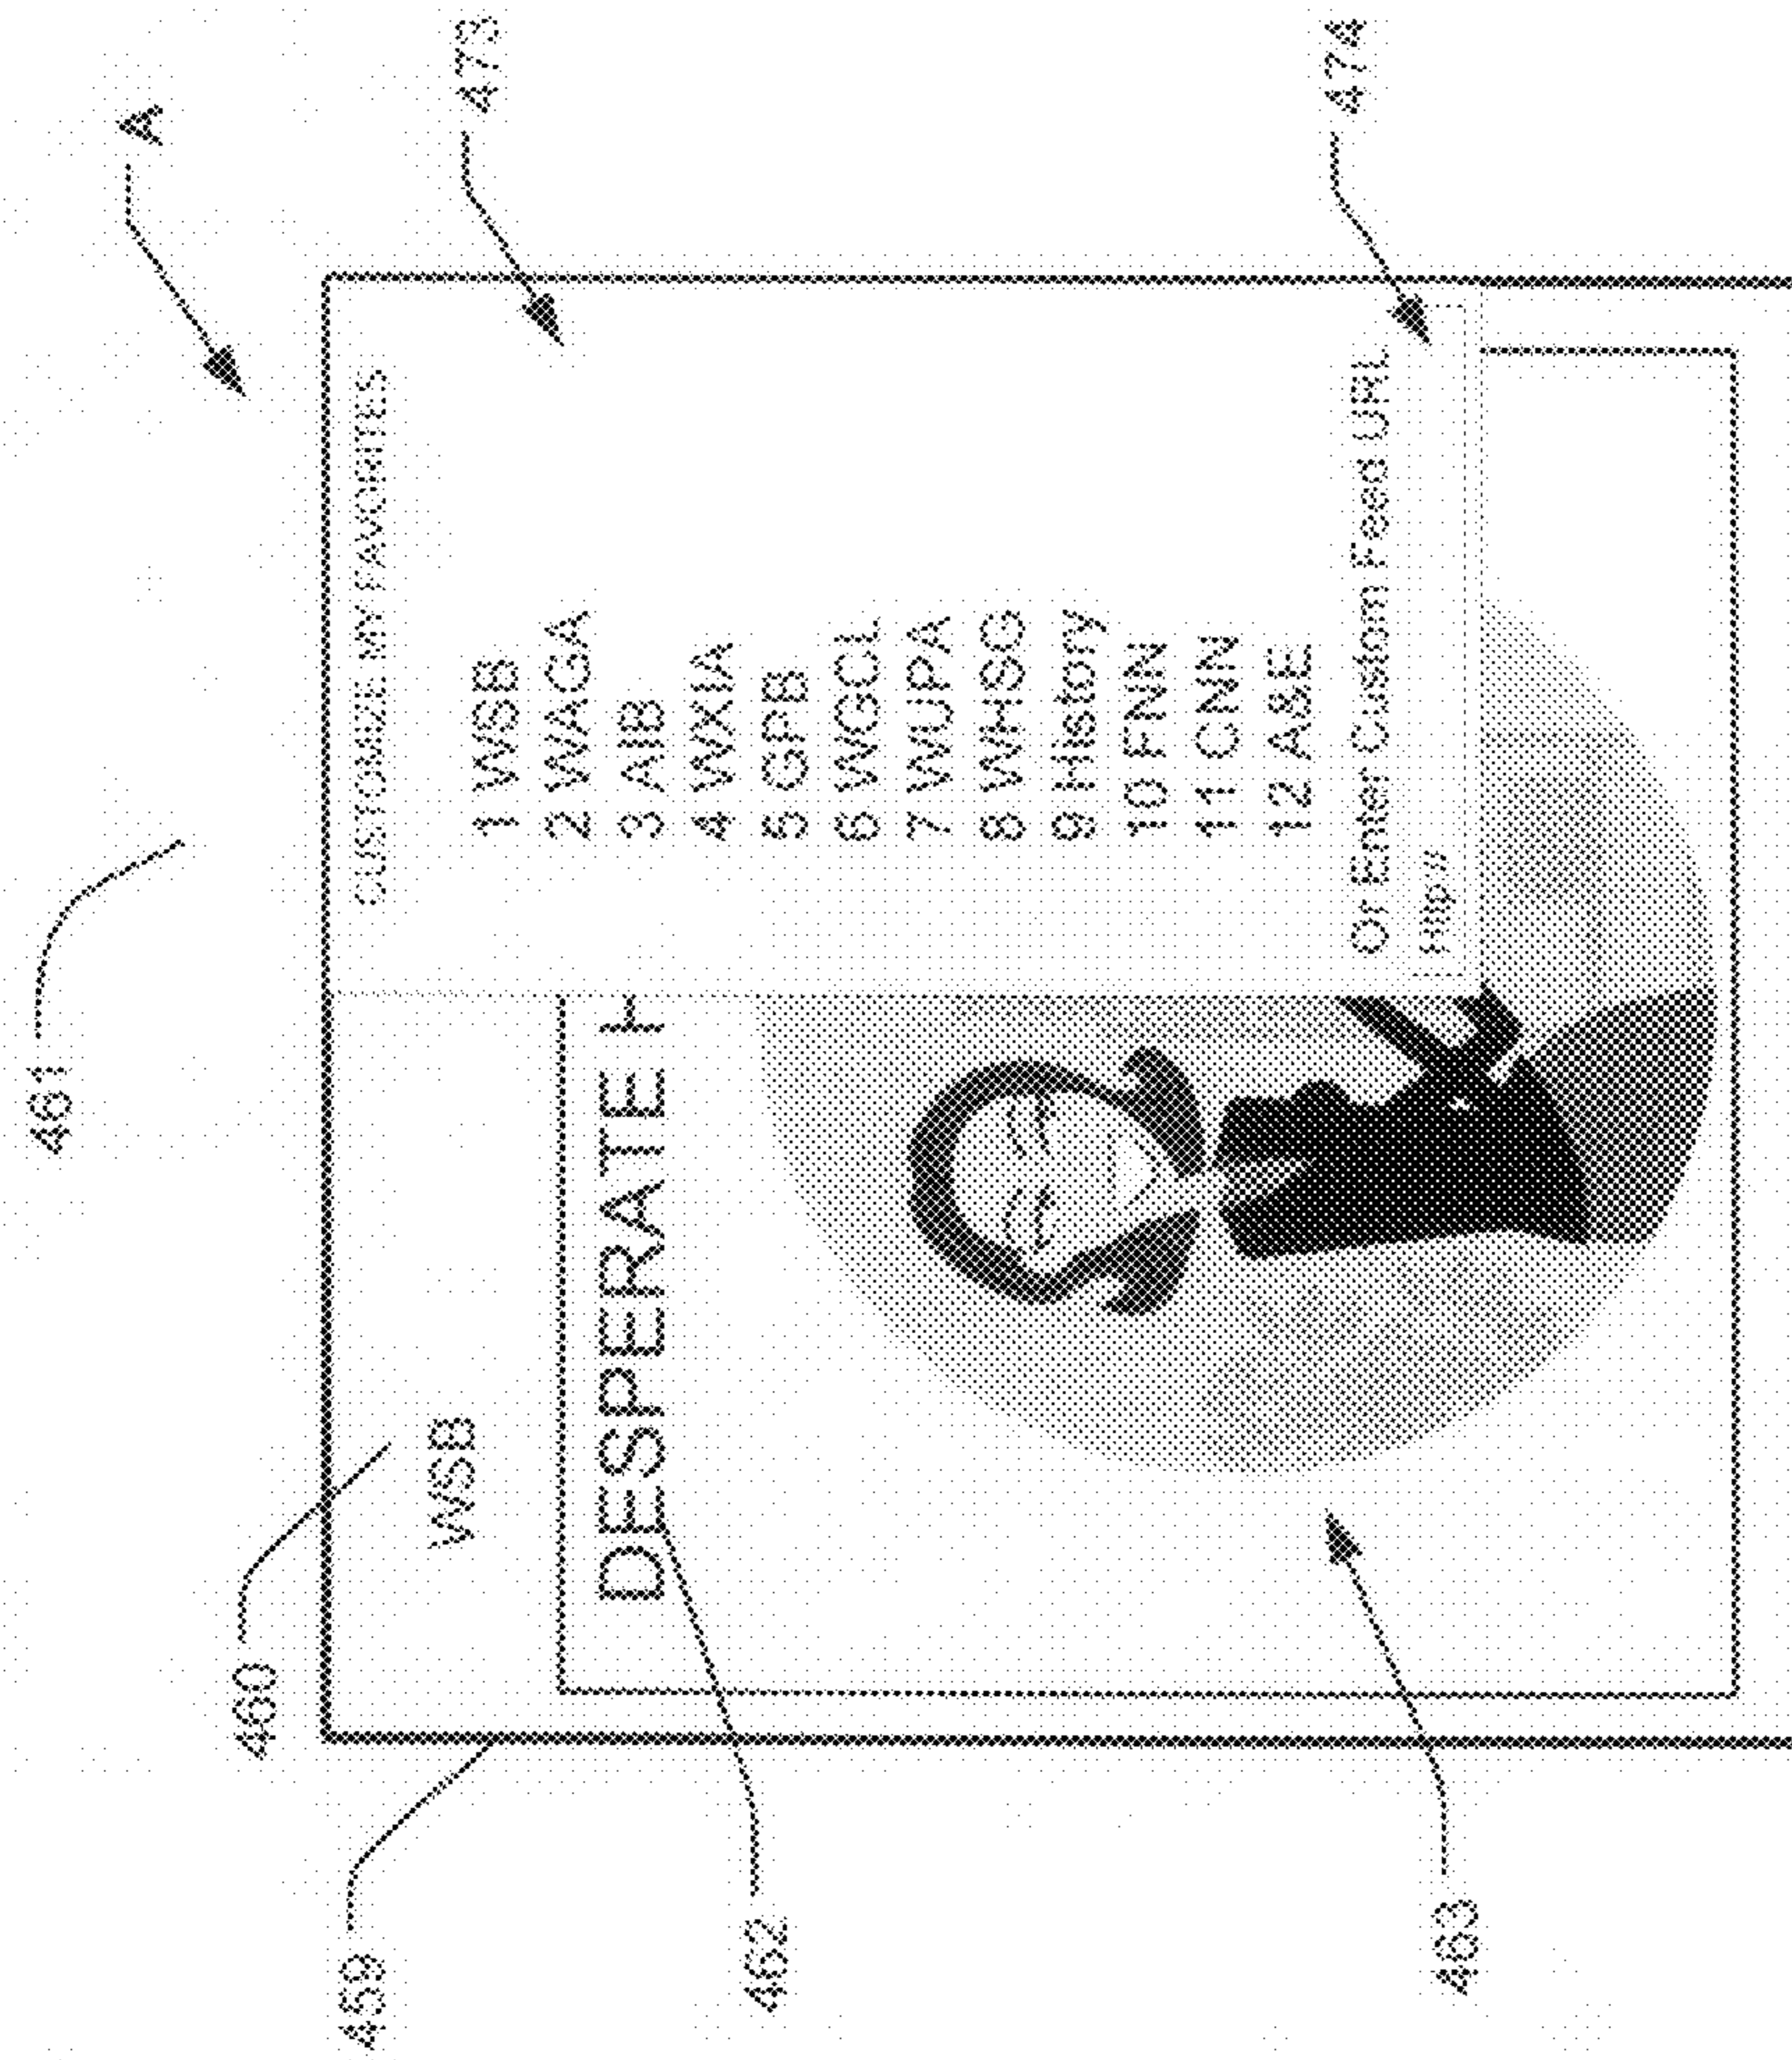 461
A
460
459
473
CUSTOMIZE MY FAVORITES
WSB
1 WSB
2 WAGA
DESPERATE H
462
3 AIB
4 WXIA
5 GPB
6 WGCL
7 WUPA
8 WHSG
9 History
10 FNN
11 CNN
12 A&E
474
Or Enter Custom Feed URL
463